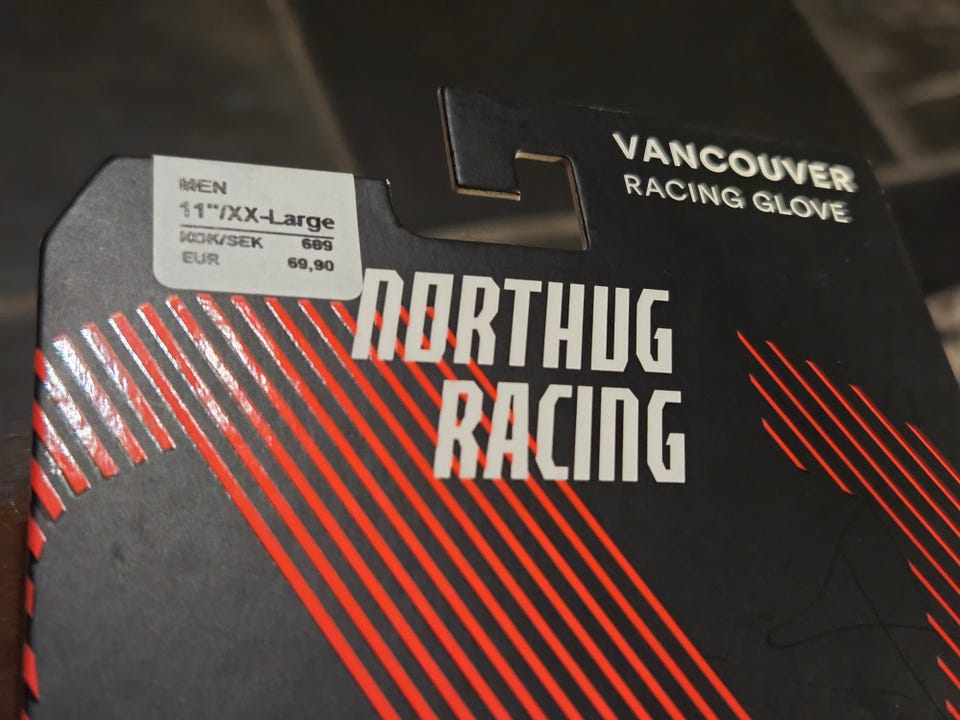 VANCOUVER
RACING GLOVE
MEN
11"/XX-Large
NOK/SEK 689
EUR 69,90
NORTHUG
RACING